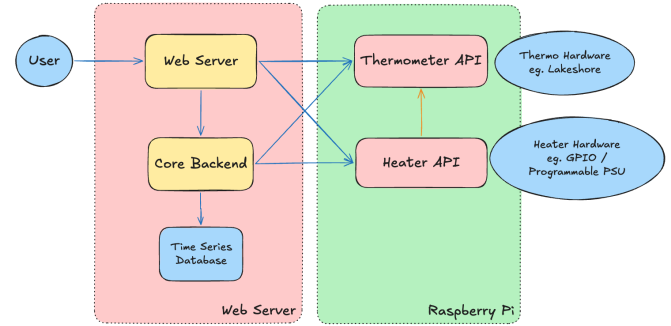 User
Web Server
Thermometer API
Thermo Hardware
eg. Lakeshore
Core Backend
Heater API
Heater Hardware
eg. GPIO /
Programmable PSU
Time Series
Database
Web Server
Raspberry Pi